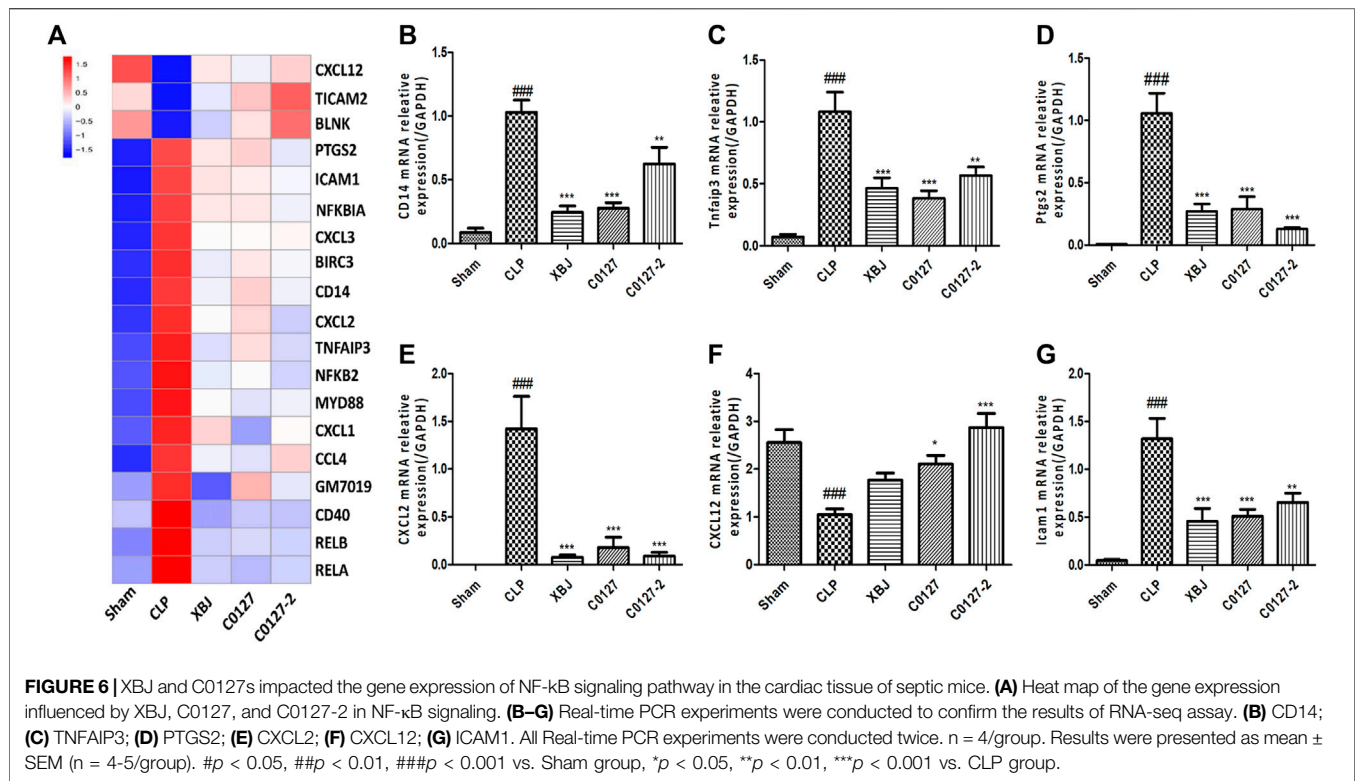 A
1.5
1
0.5
0
-0.5
-1
-1.5
CXCL12
TICAM2
BLNK
PTGS2
ICAM1
NFKBIA
CXCL3
BIRC3
CD14
CXCL2
TNFAIP3
NFKB2
MYD88
CXCL1
CCL4
GM7019
CD40
RELB
RELA
Sham
CLP
XBJ
C0127
C0127-2
B
CD14 mRNA releative
expression(/GAPDH)
1.5
1.0
0.5
0.0
###
***
***
**
Sham
CLP
XBJ
C0127
C0127-2
C
Tnfaip3 mRNA releative
expression(/GAPDH)
1.5
1.0
0.5
0.0
###
***
***
**
Sham
CLP
XBJ
C0127
C0127-2
D
Ptgs2 mRNA releative
expression(/GAPDH)
1.5
1.0
0.5
0.0
###
***
***
***
Sham
CLP
XBJ
C0127
C0127-2
E
CXCL2 mRNA releative
expression(/GAPDH)
2.0
1.5
1.0
0.5
0.0
###
***
***
***
Sham
CLP
XBJ
C0127
C0127-2
F
CXCL12 mRNA releative
expression(/GAPDH)
4
3
2
1
0
###
*
***
Sham
CLP
XBJ
C0127
C0127-2
G
Icam1 mRNA releative
expression(/GAPDH)
2.0
1.5
1.0
0.5
0.0
###
***
***
**
Sham
CLP
XBJ
C0127
C0127-2
FIGURE 6 | XBJ and C0127s impacted the gene expression of NF-kB signaling pathway in the cardiac tissue of septic mice. (A) Heat map of the gene expression
influenced by XBJ, C0127, and C0127-2 in NF-κB signaling. (B–G) Real-time PCR experiments were conducted to confirm the results of RNA-seq assay. (B) CD14;
(C) TNFAIP3; (D) PTGS2; (E) CXCL2; (F) CXCL12; (G) ICAM1. All Real-time PCR experiments were conducted twice. n = 4/group. Results were presented as mean ±
SEM (n = 4-5/group). #p < 0.05, ##p < 0.01, ###p < 0.001 vs. Sham group, *p < 0.05, **p < 0.01, ***p < 0.001 vs. CLP group.